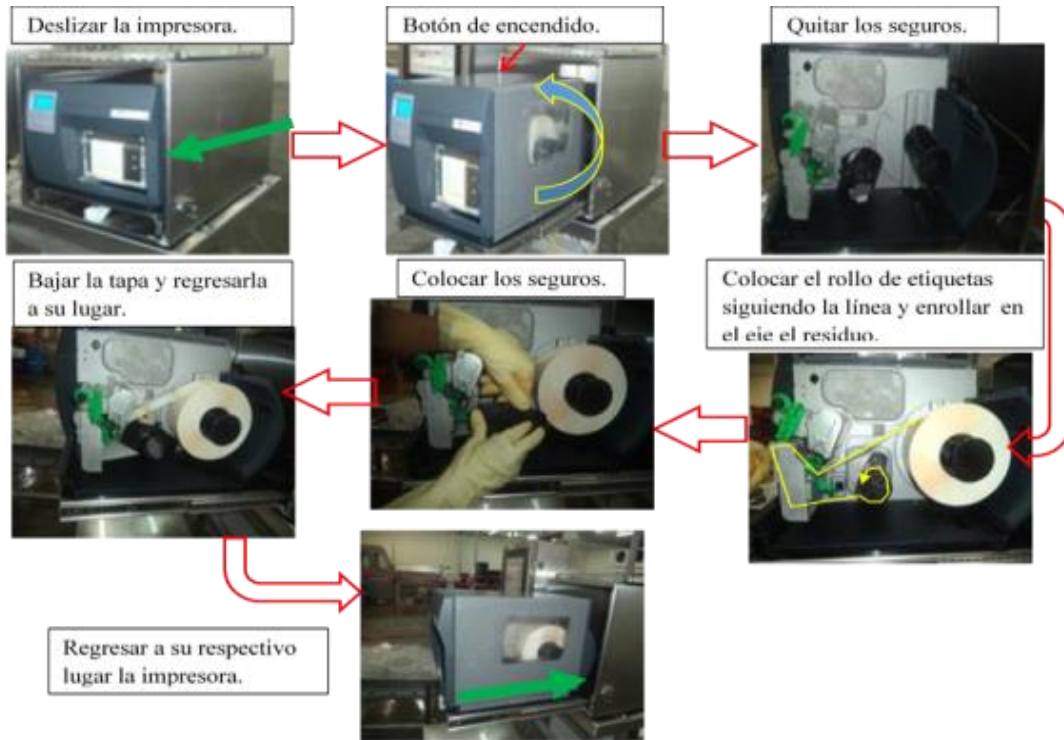 Deslizar la impresora.
Botón de encendido.
Quitar los seguros.
Colocar el rollo de etiquetas
siguiendo la línea y enrollar en
el eje el residuo.
Colocar los seguros.
Bajar la tapa y regresarla
a su lugar.
Regresar a su respectivo
lugar la impresora.